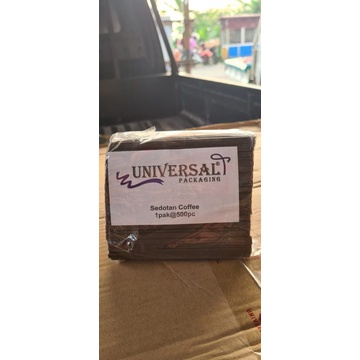 UNIVERSAL®
PACKAGING
Sedotan Coffee
1pak@500pc